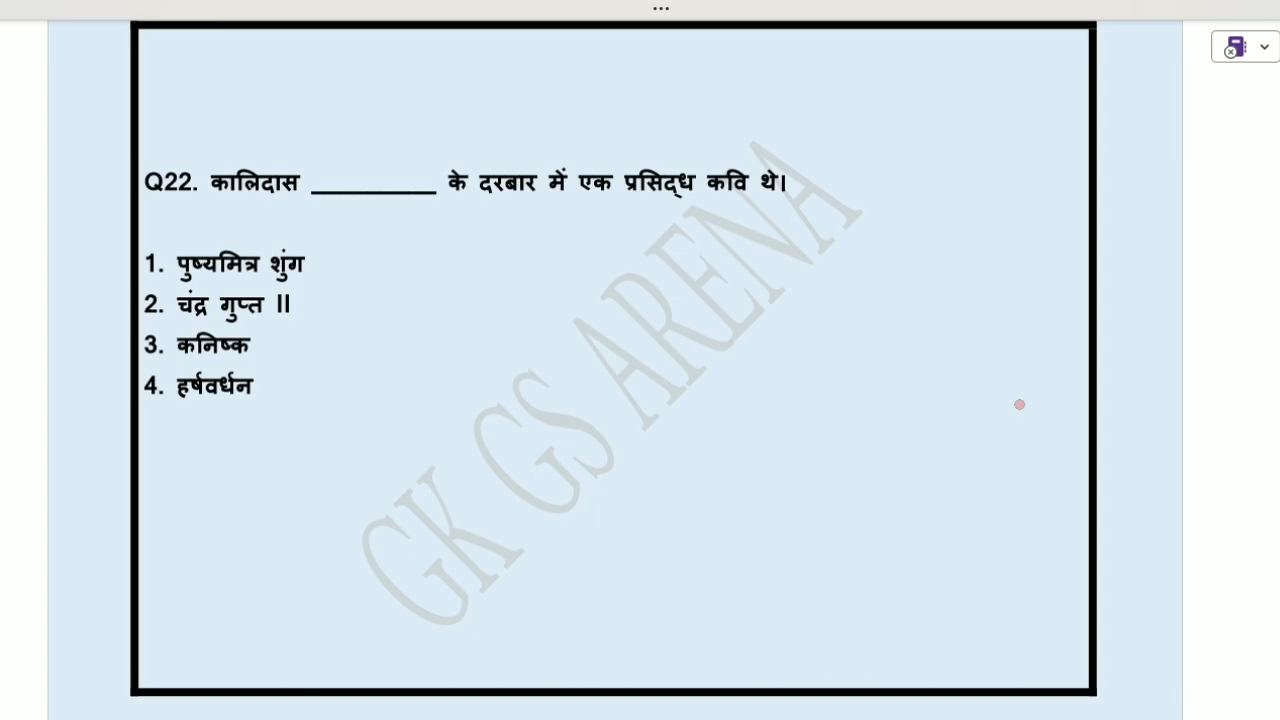 Q22. कालिदास __________ के दरबार में एक प्रसिद्ध कवि थे।
1. पुष्यमित्र शुंग
2. चंद्र गुप्त II
3. कनिष्क
4. हर्षवर्धन
GK GS ARENA